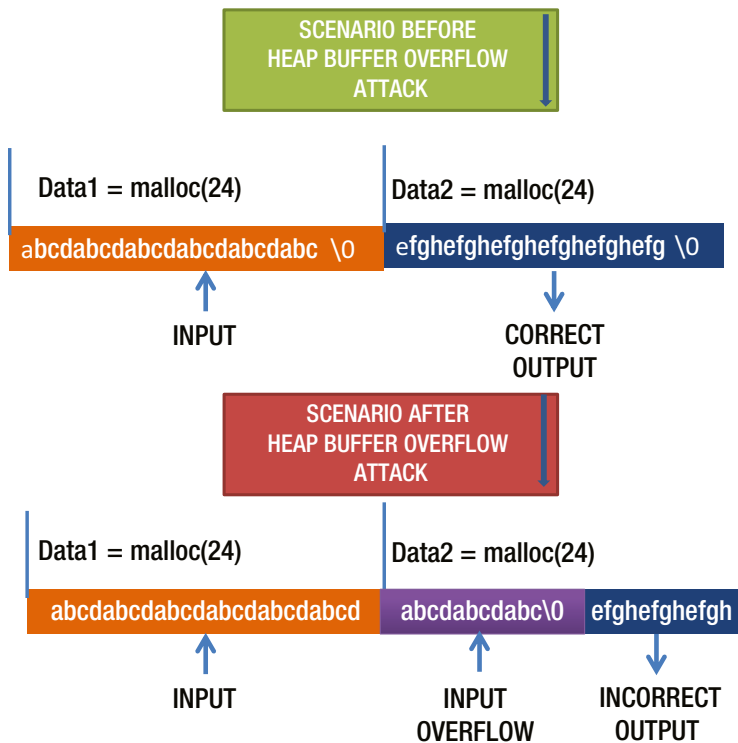 SCENARIO BEFORE
HEAP BUFFER OVERFLOW
ATTACK
Data1 = malloc(24)
Data2 = malloc(24)
abcdabcdabcdabcdabcdabc \0
efghefghefghefghefghefg \0
INPUT
CORRECT
OUTPUT
SCENARIO AFTER
HEAP BUFFER OVERFLOW
ATTACK
Data1 = malloc(24)
Data2 = malloc(24)
abcdabcdabcdabcdabcdabcd
abcdabcdabc\0
efghefghefgh
INPUT
INPUT
OVERFLOW
INCORRECT
OUTPUT